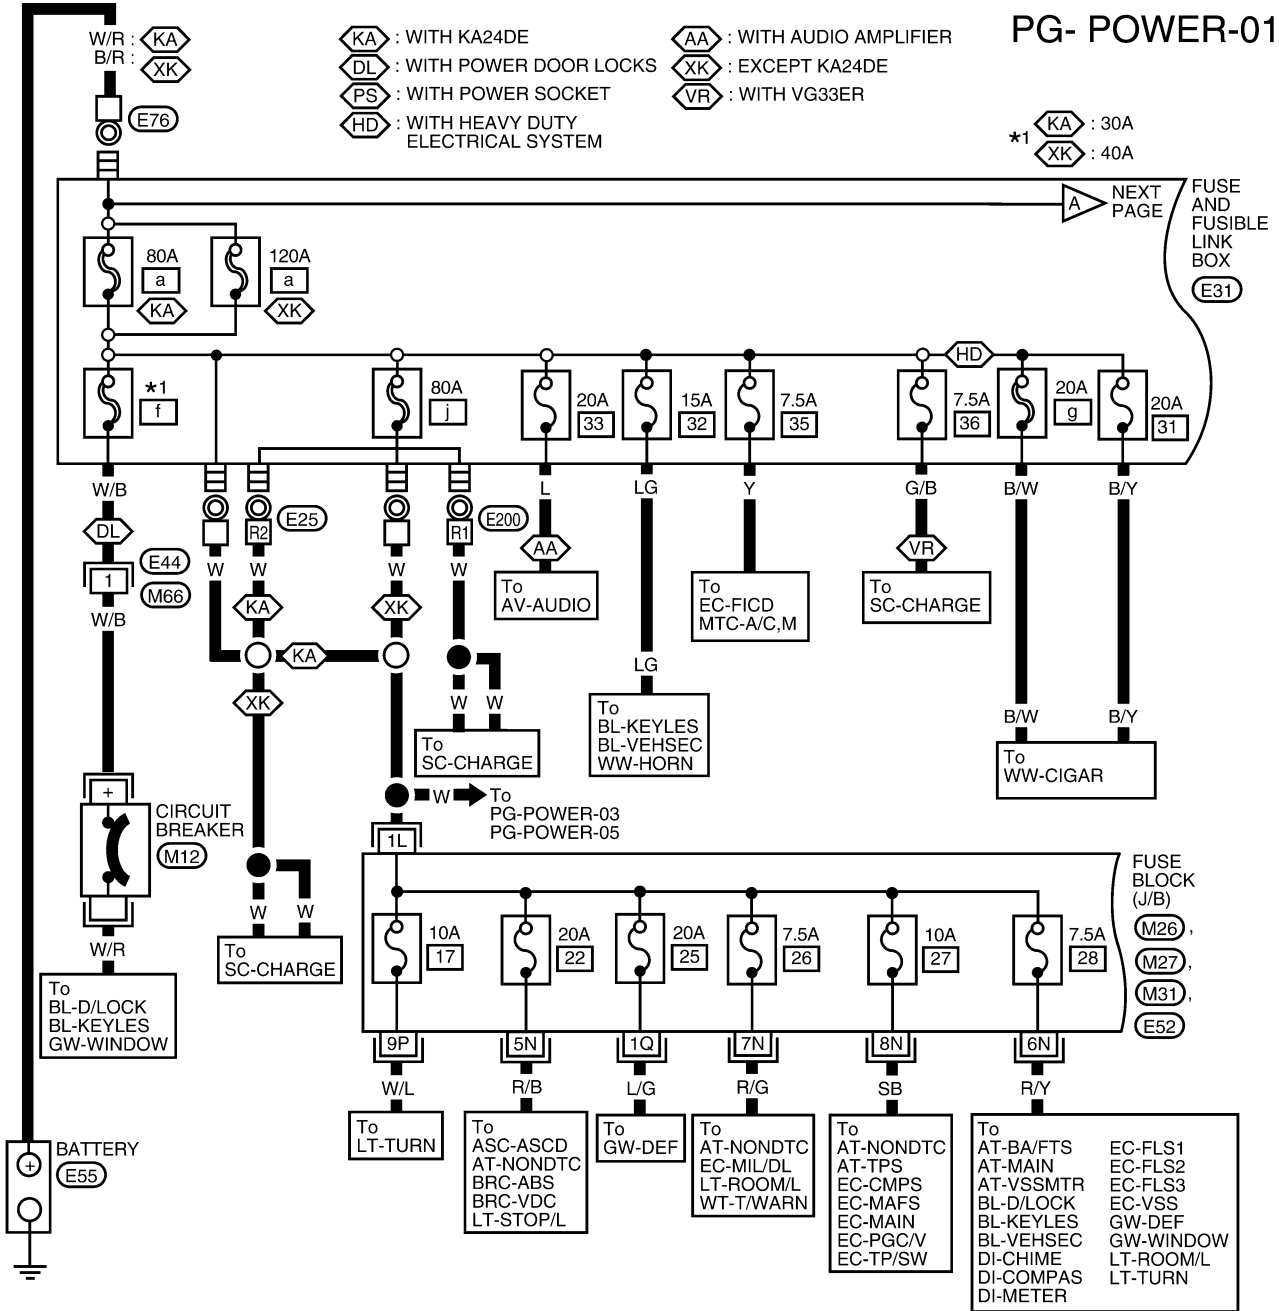 PG- POWER-01
W/R : KA
B/R : XK
KA : WITH KA24DE
DL : WITH POWER DOOR LOCKS
PS : WITH POWER SOCKET
HD : WITH HEAVY DUTY
ELECTRICAL SYSTEM
AA : WITH AUDIO AMPLIFIER
XK : EXCEPT KA24DE
VR : WITH VG33ER
*1 KA : 30A
XK : 40A
E76
A NEXT
PAGE
FUSE
AND
FUSIBLE
LINK
BOX
E31
80A
a
KA
120A
a
XK
HD
*1
f
80A
j
20A
33
15A
32
7.5A
35
7.5A
36
20A
g
20A
31
W/B
DL
1
E44
M66
W/B
E25
R2
R1
E200
W
W
W
W
KA
XK
KA
XK
L
AA
To
AV-AUDIO
LG
LG
To
BL-KEYLES
BL-VEHSEC
WW-HORN
Y
To
EC-FICD
MTC-A/C,M
G/B
VR
To
SC-CHARGE
B/W
B/Y
B/W
B/Y
To
WW-CIGAR
W
W
To
SC-CHARGE
W To
PG-POWER-03
PG-POWER-05
1L
+
CIRCUIT
BREAKER
M12
W/R
To
BL-D/LOCK
BL-KEYLES
GW-WINDOW
W
W
To
SC-CHARGE
FUSE
BLOCK
(J/B)
M26 ,
M27 ,
M31 ,
E52
10A
17
20A
22
20A
25
7.5A
26
10A
27
7.5A
28
9P
5N
1Q
7N
8N
6N
W/L
R/B
L/G
R/G
SB
R/Y
To
LT-TURN
To
ASC-ASCD
AT-NONDTC
BRC-ABS
BRC-VDC
LT-STOP/L
To
GW-DEF
To
AT-NONDTC
EC-MIL/DL
LT-ROOM/L
WT-T/WARN
To
AT-NONDTC
AT-TPS
EC-CMPS
EC-MAFS
EC-MAIN
EC-PGC/V
EC-TP/SW
To
AT-BA/FTS
AT-MAIN
AT-VSSMTR
BL-D/LOCK
BL-KEYLES
BL-VEHSEC
DI-CHIME
DI-COMPAS
DI-METER
EC-FLS1
EC-FLS2
EC-FLS3
EC-VSS
GW-DEF
GW-WINDOW
LT-ROOM/L
LT-TURN
BATTERY
E55
+